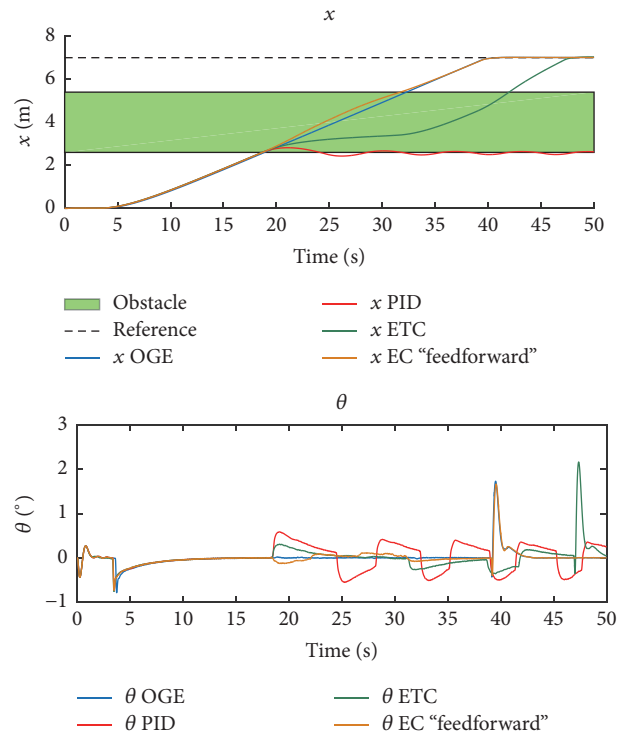 x
8
6
4
2
0
x (m)
0 5 10 15 20 25 30 35 40 45 50
Time (s)
Obstacle
Reference
x OGE
x PID
x ETC
x EC “feedforward”
θ
3
2
1
0
−1
θ (°)
0 5 10 15 20 25 30 35 40 45 50
Time (s)
θ OGE
θ PID
θ ETC
θ EC “feedforward”